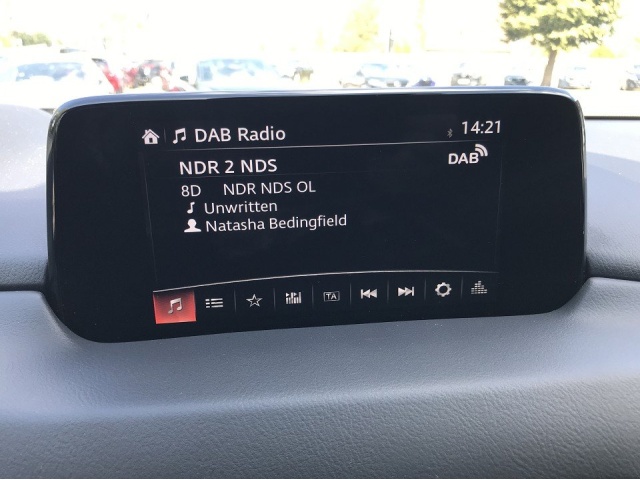 DAB Radio 14:21
NDR 2 NDS DAB
8D NDR NDS OL
Unwritten
Natasha Bedingfield
TA